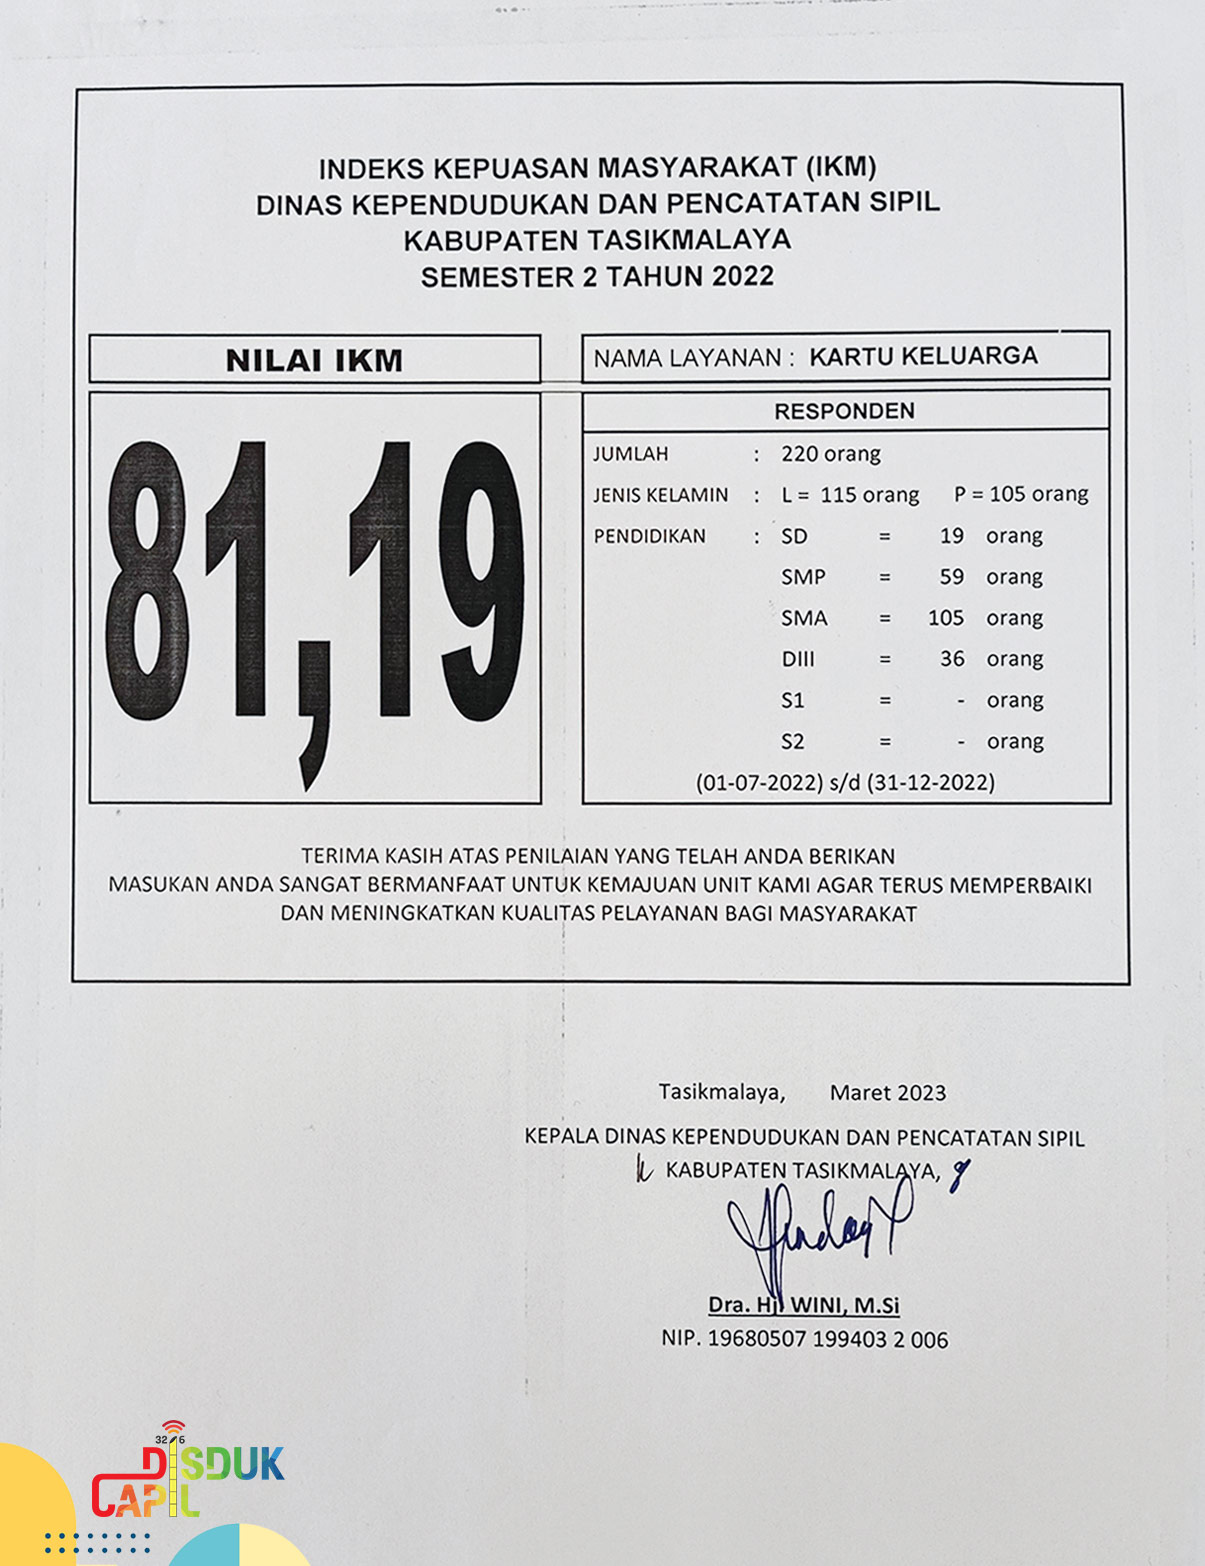 INDEKS KEPUASAN MASYARAKAT (IKM)
DINAS KEPENDUDUKAN DAN PENCATATAN SIPIL
KABUPATEN TASIKMALAYA
SEMESTER 2 TAHUN 2022
NILAI IKM
81,19
NAMA LAYANAN : KARTU KELUARGA
RESPONDEN
JUMLAH : 220 orang
JENIS KELAMIN : L = 115 orang P = 105 orang
PENDIDIKAN : SD = 19 orang
SMP = 59 orang
SMA = 105 orang
DIII = 36 orang
S1 = - orang
S2 = - orang
(01-07-2022) s/d (31-12-2022)
TERIMA KASIH ATAS PENILAIAN YANG TELAH ANDA BERIKAN
MASUKAN ANDA SANGAT BERMANFAAT UNTUK KEMAJUAN UNIT KAMI AGAR TERUS MEMPERBAIKI
DAN MENINGKATKAN KUALITAS PELAYANAN BAGI MASYARAKAT
Tasikmalaya, Maret 2023
KEPALA DINAS KEPENDUDUKAN DAN PENCATATAN SIPIL
KABUPATEN TASIKMALAYA,
Dra. Hj. WINI, M.Si
NIP. 19680507 199403 2 006
32 6
DISDUK
CAPIL